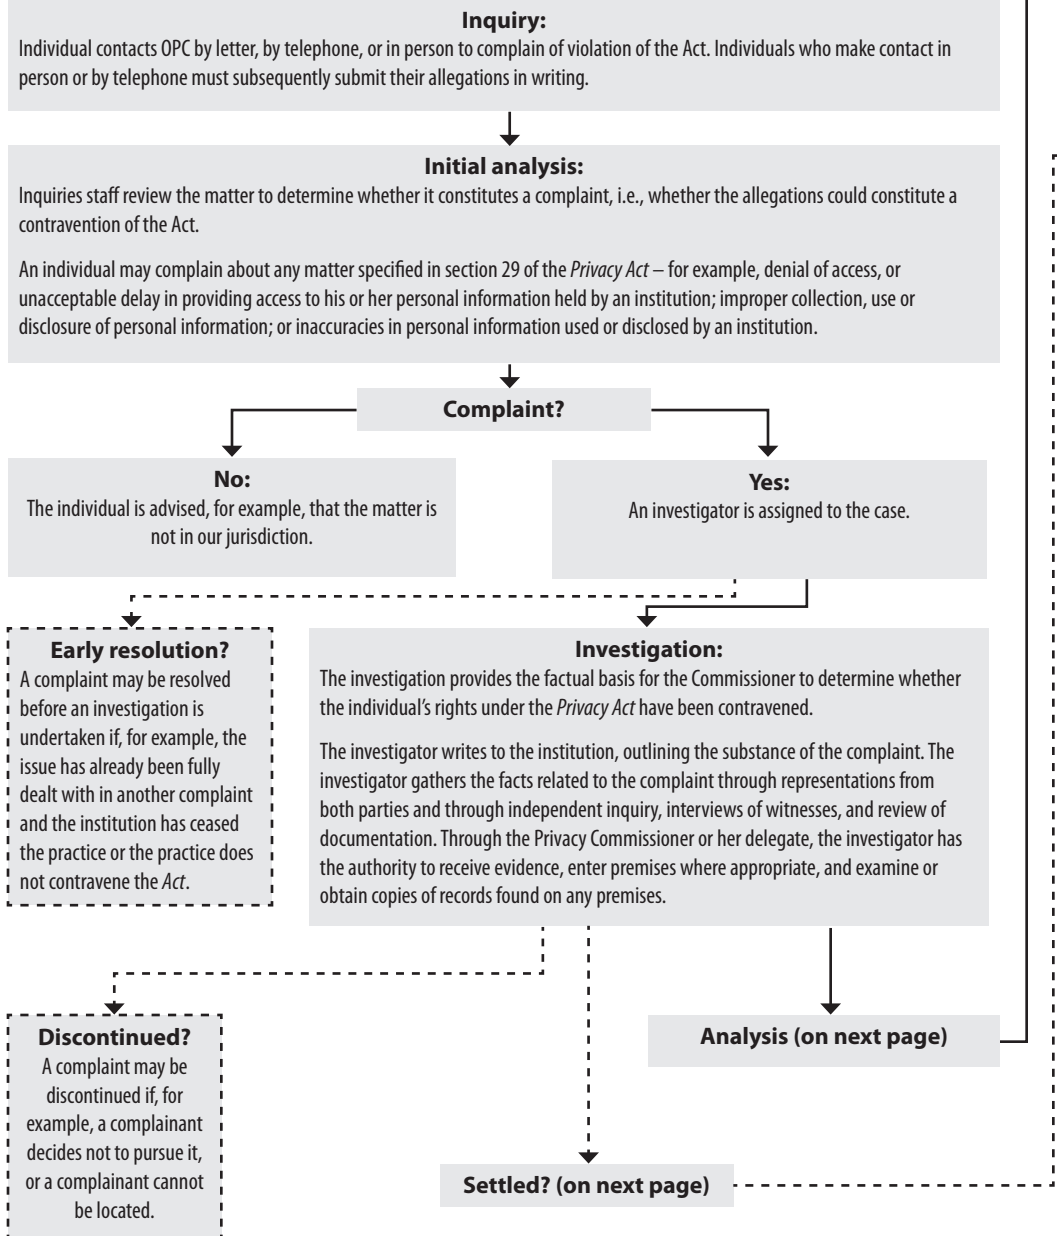 Inquiry:
Individual contacts OPC by letter, by telephone, or in person to complain of violation of the Act. Individuals who make contact in
person or by telephone must subsequently submit their allegations in writing.
Initial analysis:
Inquiries staff review the matter to determine whether it constitutes a complaint, i.e., whether the allegations could constitute a
contravention of the Act.
An individual may complain about any matter specified in section 29 of the Privacy Act – for example, denial of access, or
unacceptable delay in providing access to his or her personal information held by an institution; improper collection, use or
disclosure of personal information; or inaccuracies in personal information used or disclosed by an institution.
Complaint?
No:
The individual is advised, for example, that the matter is
not in our jurisdiction.
Yes:
An investigator is assigned to the case.
Early resolution?
A complaint may be resolved
before an investigation is
undertaken if, for example, the
issue has already been fully
dealt with in another complaint
and the institution has ceased
the practice or the practice does
not contravene the Act.
Investigation:
The investigation provides the factual basis for the Commissioner to determine whether
the individual's rights under the Privacy Act have been contravened.
The investigator writes to the institution, outlining the substance of the complaint. The
investigator gathers the facts related to the complaint through representations from
both parties and through independent inquiry, interviews of witnesses, and review of
documentation. Through the Privacy Commissioner or her delegate, the investigator has
the authority to receive evidence, enter premises where appropriate, and examine or
obtain copies of records found on any premises.
Discontinued?
A complaint may be
discontinued if, for
example, a complainant
decides not to pursue it,
or a complainant cannot
be located.
Analysis (on next page)
Settled? (on next page)